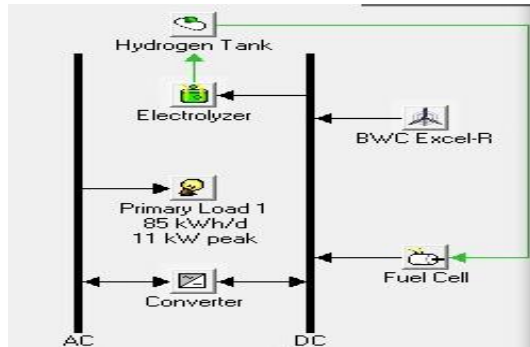 Hydrogen Tank
Electrolyzer
BWC Excel-R
Primary Load 1
85 kWh/d
11 kW peak
Fuel Cell
Converter
AC
DC